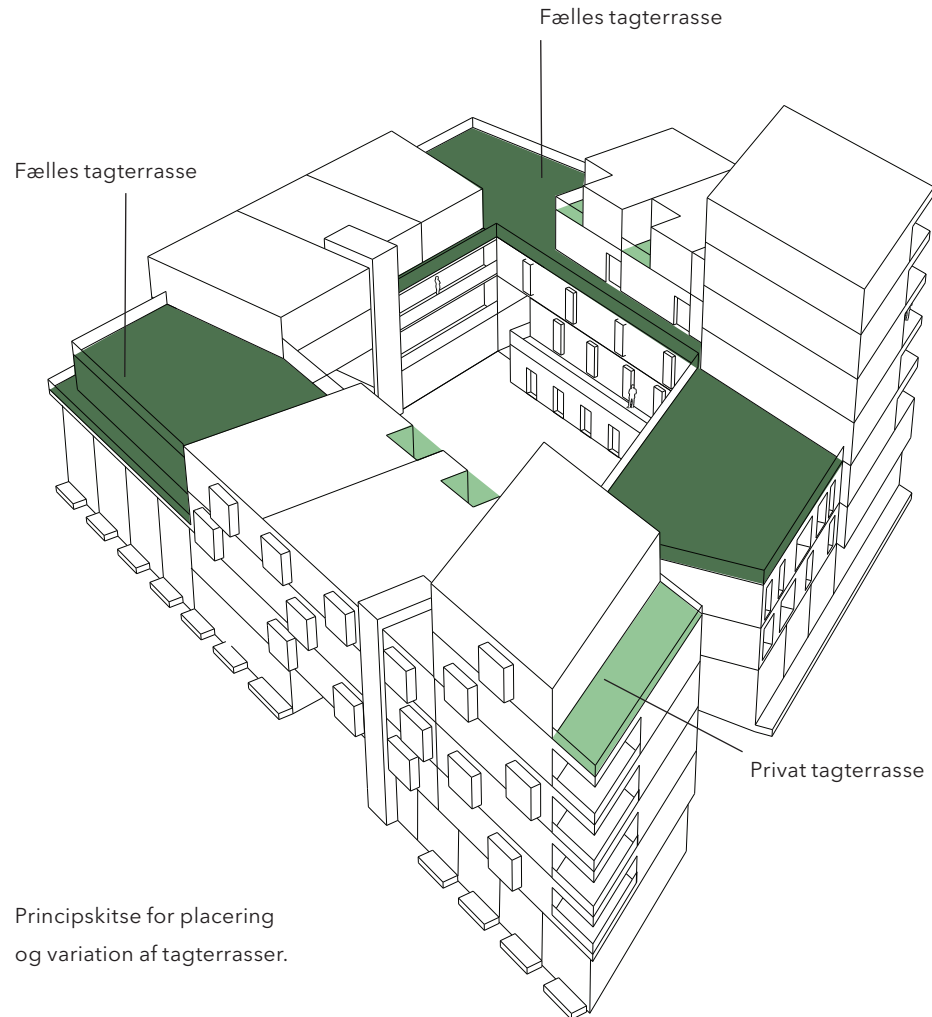 Fælles tagterrasse
Fælles tagterrasse
Privat tagterrasse
Principskitse for placering
og variation af tagterrasser.